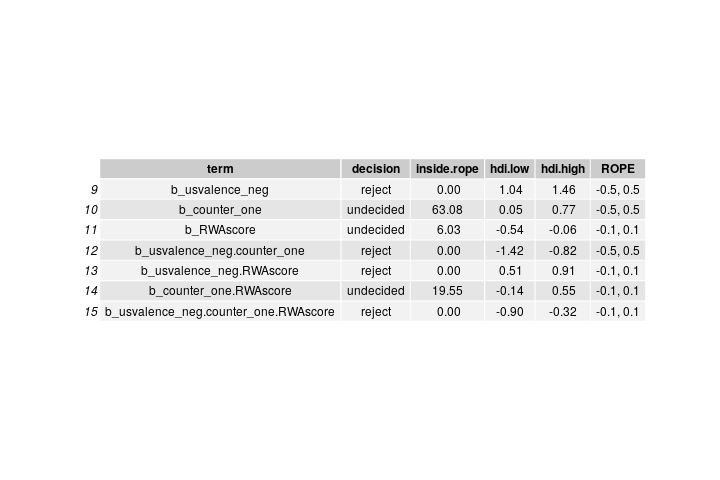 term decision inside.rope hdi.low hdi.high ROPE
9 b_usvalence_neg reject 0.00 1.04 1.46 -0.5, 0.5
10 b_counter_one undecided 63.08 0.05 0.77 -0.5, 0.5
11 b_RWAscore undecided 6.03 -0.54 -0.06 -0.1, 0.1
12 b_usvalence_neg.counter_one reject 0.00 -1.42 -0.82 -0.5, 0.5
13 b_usvalence_neg.RWAscore reject 0.00 0.51 0.91 -0.1, 0.1
14 b_counter_one.RWAscore undecided 19.55 -0.14 0.55 -0.1, 0.1
15 b_usvalence_neg.counter_one.RWAscore reject 0.00 -0.90 -0.32 -0.1, 0.1